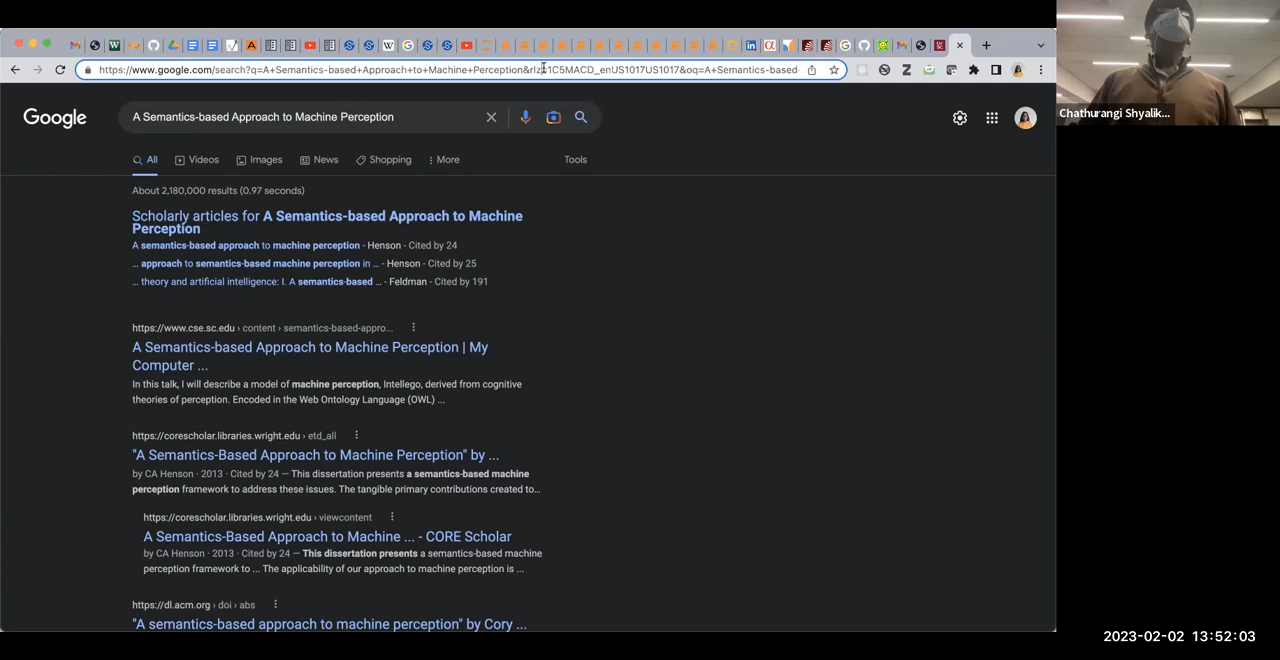 https://www.google.com/search?q=A+Semantics-based+Approach+to+Machine+Perception&rlz=1C5MACD_enUS1017US1017&oq=A+Semantics-based-
Google
A Semantics-based Approach to Machine Perception
All
Videos
Images
News
Shopping
More
Tools
About 2,180,000 results (0.97 seconds)
Scholarly articles for A Semantics-based Approach to Machine
Perception
A semantics-based approach to machine perception - Henson - Cited by 24
... approach to semantics-based machine perception in ... - Henson - Cited by 25
... theory and artificial intelligence: I. A semantics-based ... - Feldman - Cited by 191
https://www.cse.sc.edu › content › semantics-based-appro...
A Semantics-based Approach to Machine Perception | My
Computer ...
In this talk, I will describe a model of machine perception, Intellego, derived from cognitive
theories of perception. Encoded in the Web Ontology Language (OWL) ...
https://corescholar.libraries.wright.edu › etd_all
"A Semantics-Based Approach to Machine Perception" by ...
by CA Henson · 2013 · Cited by 24 — This dissertation presents a semantics-based machine
perception framework to address these issues. The tangible primary contributions created to...
https://corescholar.libraries.wright.edu › viewcontent
A Semantics-Based Approach to Machine ... - CORE Scholar
by CA Henson · 2013 · Cited by 24 — This dissertation presents a semantics-based machine
perception framework to ... The applicability of our approach to machine perception is ...
https://dl.acm.org › doi › abs
"A semantics-based approach to machine perception" by Cory ...
Chathurangi Shyalik...
2023-02-02 13:52:03